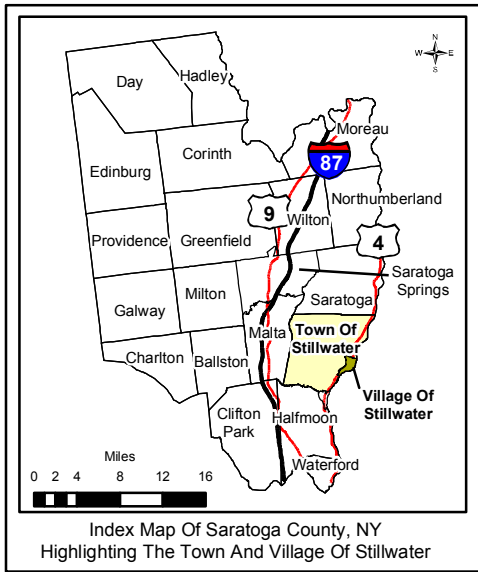 Day
Hadley
N
W E
S
Moreau
Corinth
87
Edinburg
Northumberland
9
Wilton
4
Providence
Greenfield
Saratoga
Springs
Milton
Saratoga
Galway
Malta
Town Of
Stillwater
Charlton
Ballston
Village Of
Stillwater
Clifton
Park
Halfmoon
Miles
Waterford
0 2 4 8 12 16
Index Map Of Saratoga County, NY
Highlighting The Town And Village Of Stillwater